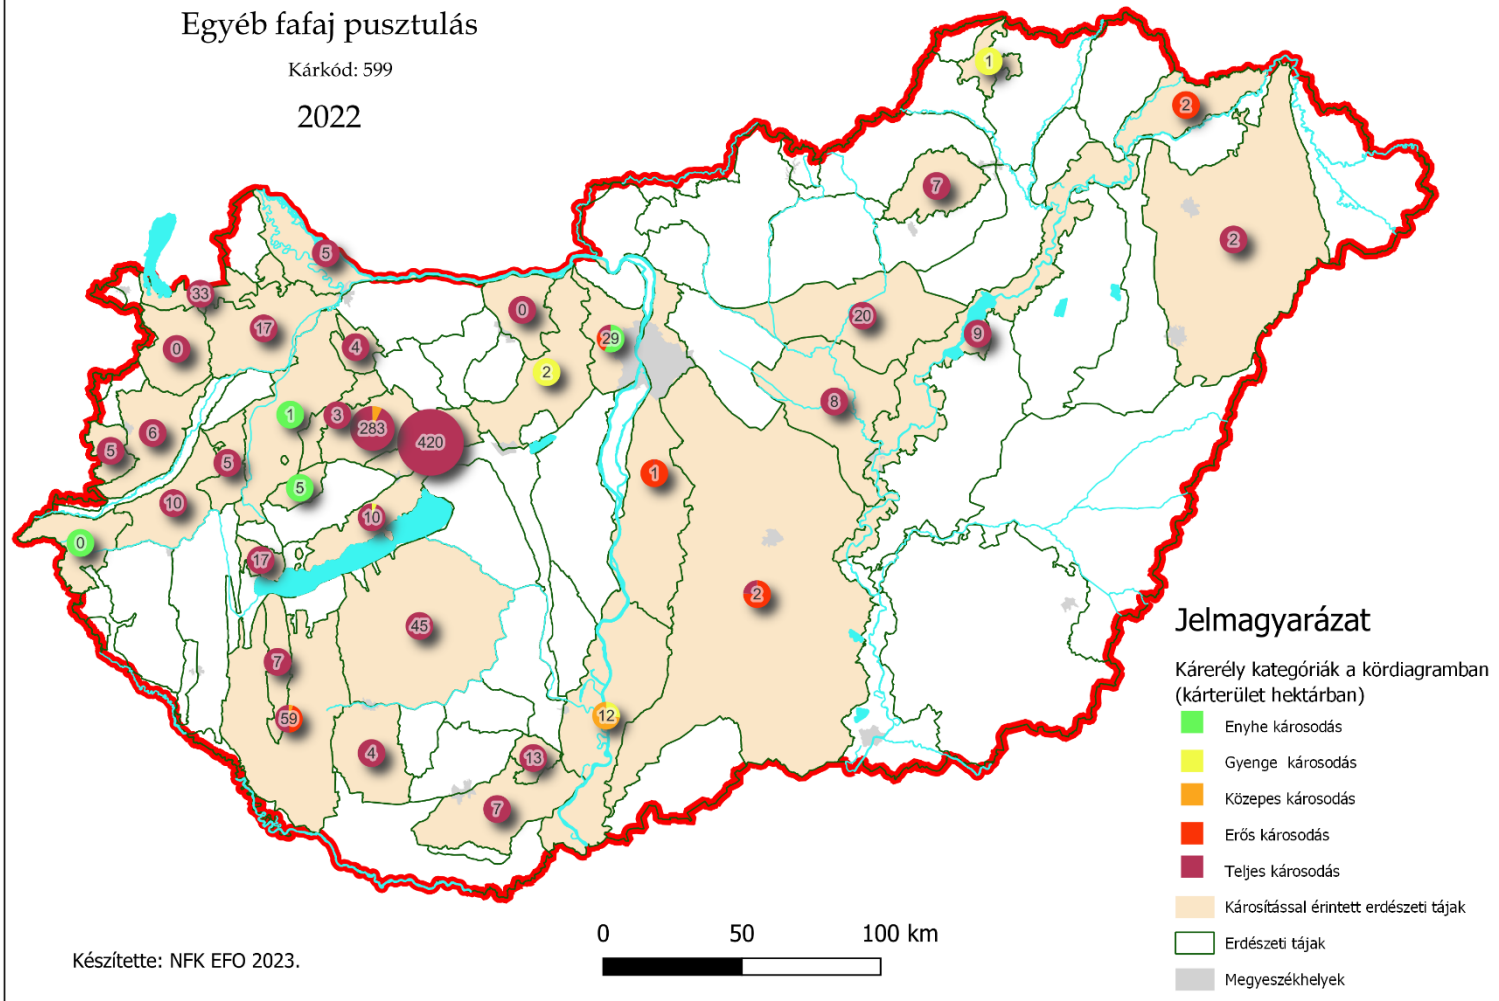 Egyéb fafaj pusztulás
Kárkód: 599
2022
1
2
7
2
5
33
17
0
0
4
29
2
20
9
8
1
3
283
420
6
5
5
5
10
10
1
0
17
2
45
7
59
12
4
13
7
Jelmagyarázat
Kárerély kategóriák a kördiagramban
(kárterület hektárban)
Enyhe károsodás
Gyenge károsodás
Közepes károsodás
Erős károsodás
Teljes károsodás
Károsítással érintett erdészeti tájak
Erdészeti tájak
Megyeszékhelyek
0 50 100 km
Készítette: NFK EFO 2023.